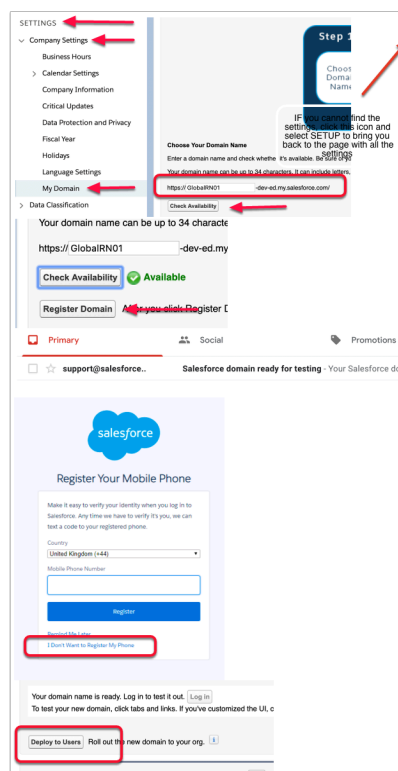 SETTINGS
Company Settings
Business Hours
Calendar Settings
Company Information
Critical Updates
Data Protection and Privacy
Fiscal Year
Holidays
Language Settings
My Domain
Data Classification
Step 1
Choos
Domai
Name
IF you cannot find the
settings, click this icon and
select SETUP to bring you
back to the page with all the
settings
Choose Your Domain Name
Enter a domain name and check whethe it's available. Be sure
Your domain name can be up to 34 characters. It can include letters,
https:// GlobalRN01 -dev-ed.my.salesforce.com/
Check Availability
Your domain name can be up to 34 characte
https:// GlobalRN01 -dev-ed.my
Check Availability Available
Register Domain After you click Register D
Primary Social Promotions
support@salesforce.. Salesforce domain ready for testing - Your Salesforce do
salesforce
Register Your Mobile Phone
Make it easy to verify your identity when you log in to
Salesforce. Any time we have to verify it's you, we can
text a code to your registered phone.
Country
United Kingdom (+44)
Mobile Phone Number
Register
Remind Me Later
I Don't Want to Register My Phone
Your domain name is ready. Log in to test it out. Log in
To test your new domain, click tabs and links. If you've customized the UI, c
Deploy to Users Roll out the new domain to your org. i